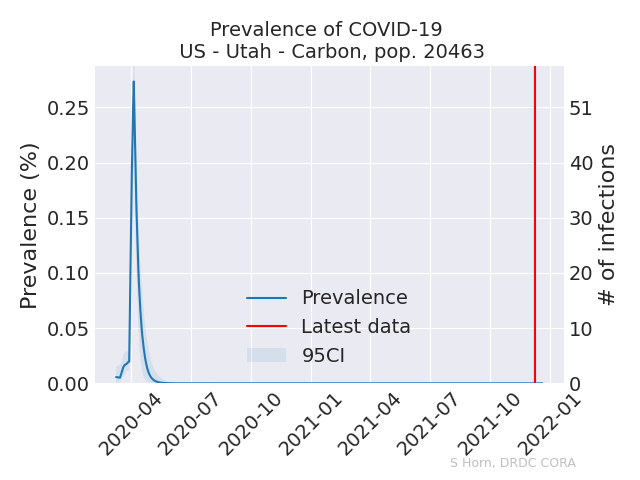 Prevalence of COVID-19
US - Utah - Carbon, pop. 20463
Prevalence (%)
0.25
0.20
0.15
0.10
0.05
0.00
51
40
30
20
10
0
# of infections
Prevalence
Latest data
95CI
2020-04
2020-07
2020-10
2021-01
2021-04
2021-07
2021-10
2022-01
S Horn, DRDC CORA